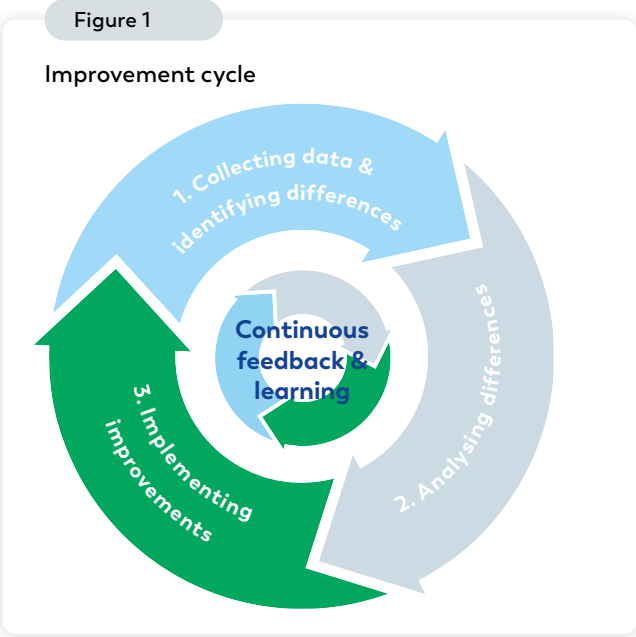 Figure 1
Improvement cycle
1. Collecting data &
identifying differences
2. Analysing differences
3. Implementing
improvements
Continuous
feedback &
learning